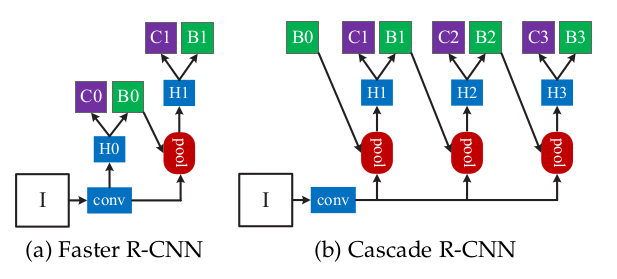 C1 B1
C0 B0
H1
H0
pool
I
conv
(a) Faster R-CNN
B0 C1 B1 C2 B2 C3 B3
H1 H2 H3
pool pool pool
I
conv
(b) Cascade R-CNN